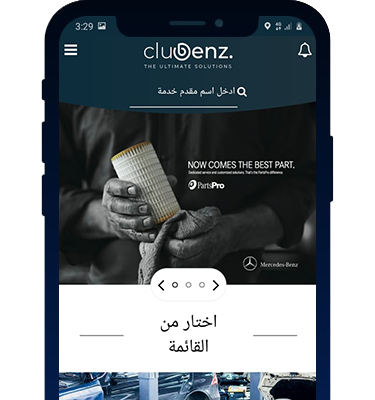 3:29
clubenz.
THE ULTIMATE SOLUTIONS
ادخل اسم مقدم خدمة
NOW COMES THE BEST PART.
Dedicated service and customized solutions. That's the PartsPro difference.
PartsPro
Mercedes-Benz
اختار من
القائمة